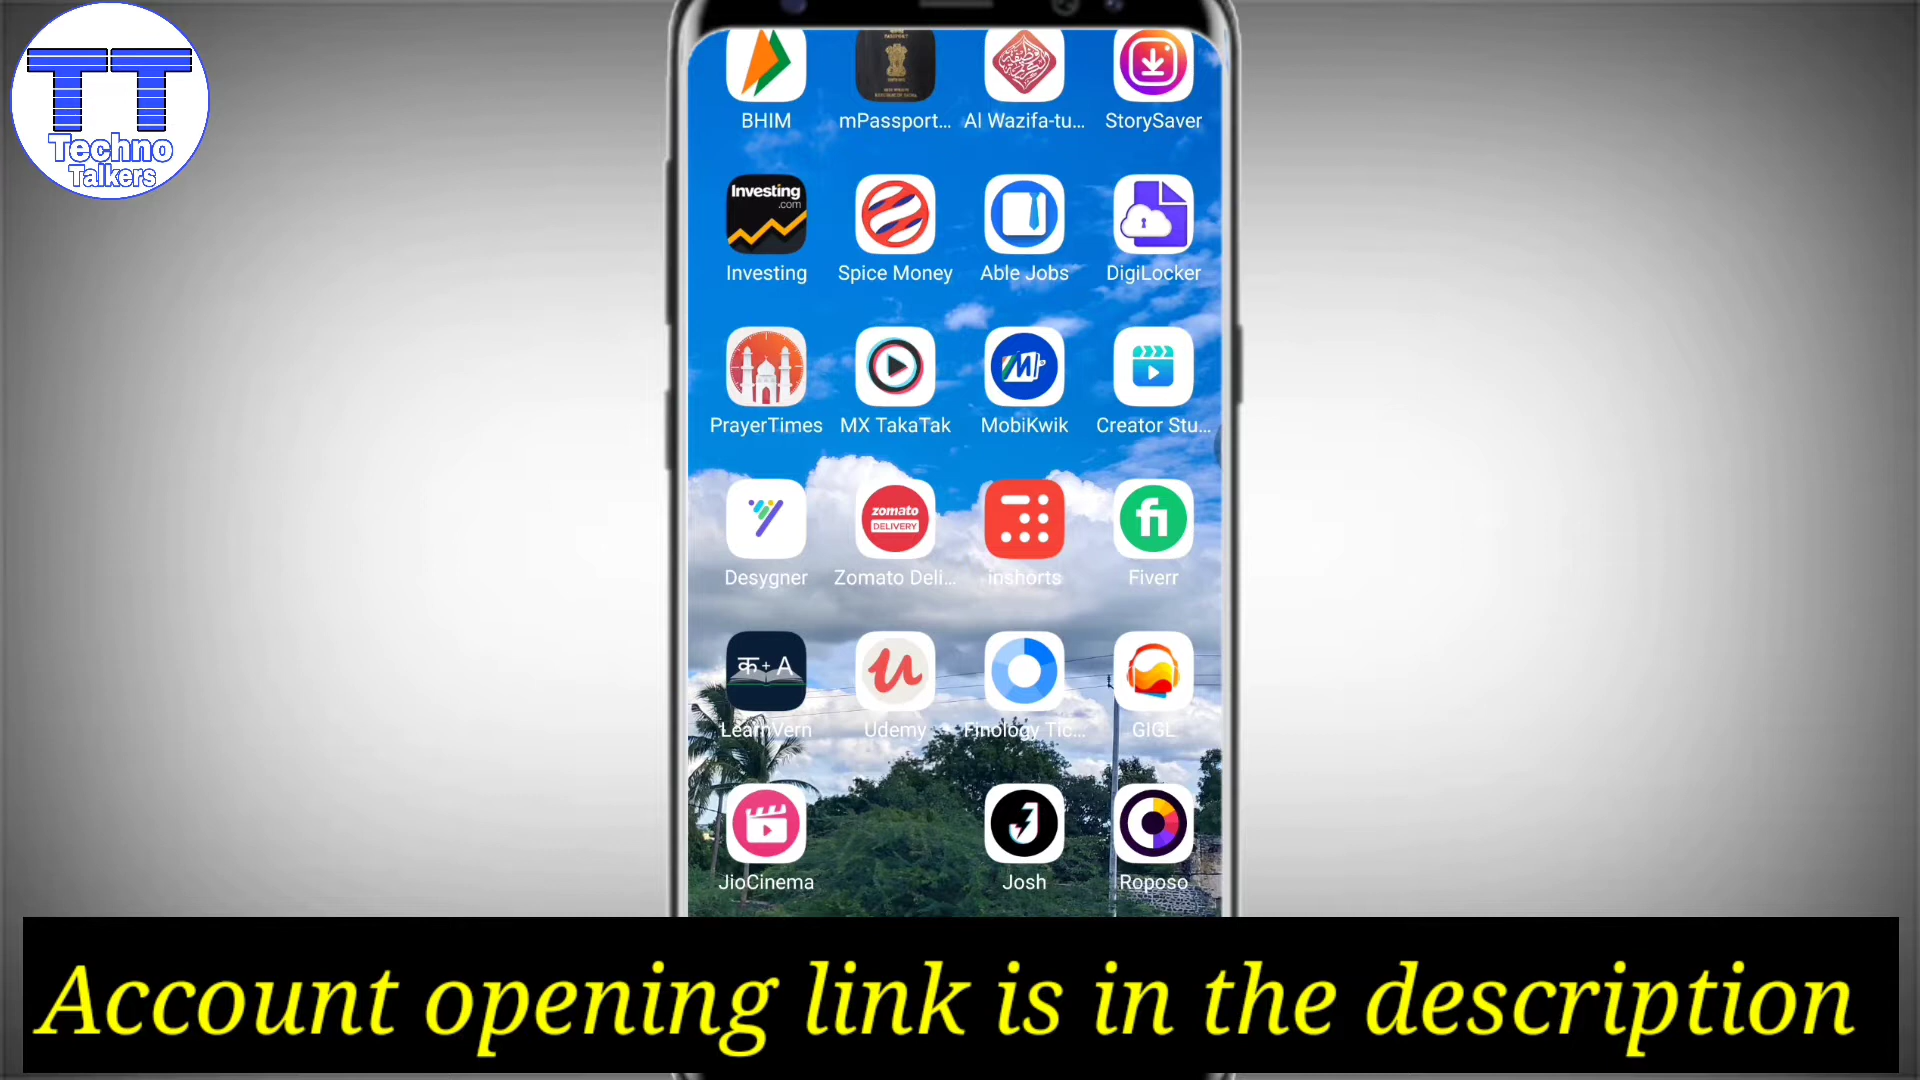 TT
Techno
Talkers
BHIM
mPassport...
Al Wazifa-tu...
StorySaver
Investing
.com
Investing
Spice Money
Able Jobs
DigiLocker
PrayerTimes
MX TakaTak
MobiKwik
Creator Stu...
zomato
DELIVERY
fi
Desygner
Zomato Deli...
inshorts
Fiverr
क + A
LearnVern
Udemy
Finology Tic...
GIGL
JioCinema
Josh
Roposo
Account opening link is in the description